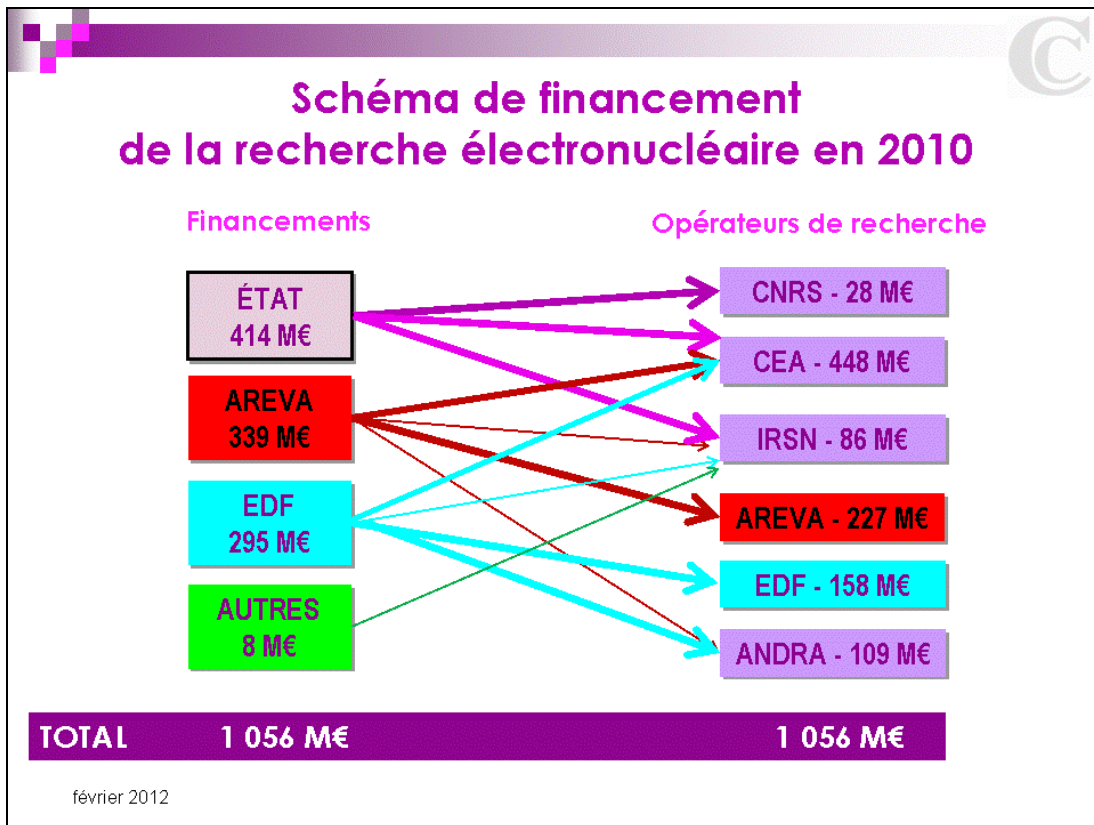 Schéma de financement
de la recherche électronucléaire en 2010
Financements
Opérateurs de recherche
ÉTAT
414 M€
AREVA
339 M€
EDF
295 M€
AUTRES
8 M€
CNRS - 28 M€
CEA - 448 M€
IRSN - 86 M€
AREVA - 227 M€
EDF - 158 M€
ANDRA - 109 M€
TOTAL 1 056 M€ 1 056 M€
février 2012